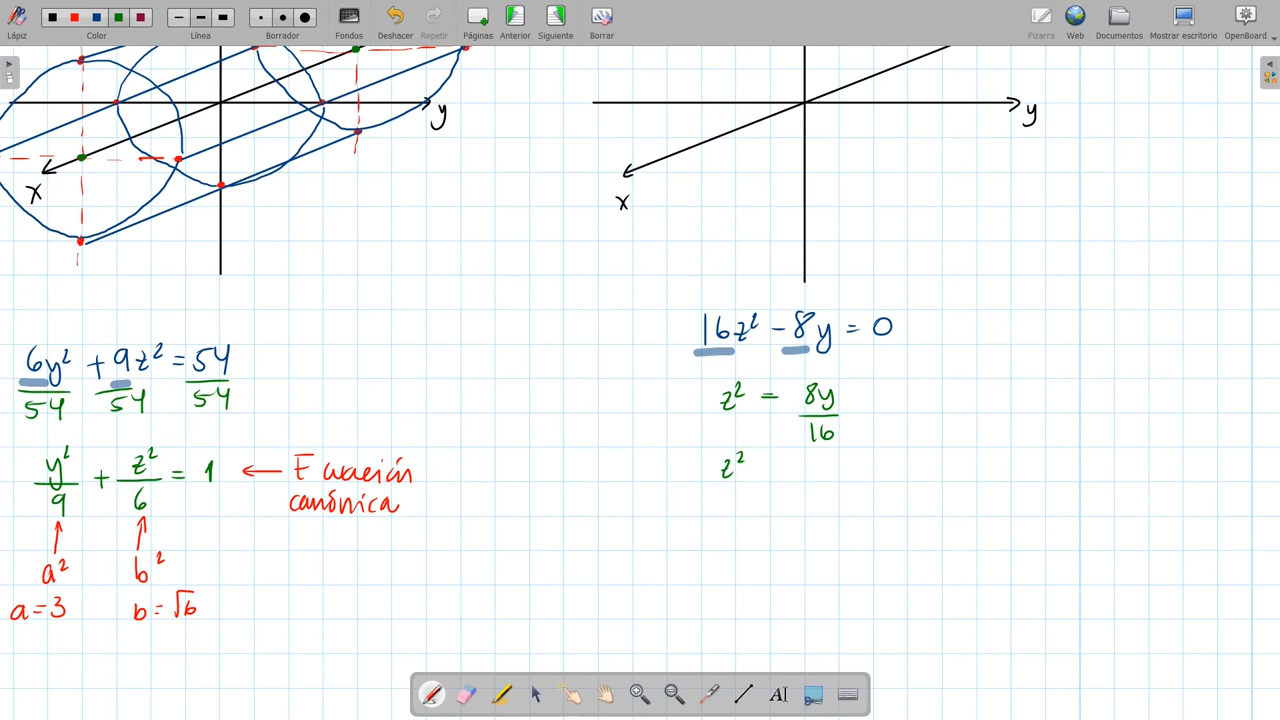 Lápiz Color Línea Borrador Fondos Deshacer Repetir Páginas Anterior Siguiente Borrar Pizarra Web Documentos Mostrar escritorio OpenBoard
y
x
y
x
6y² + 9z² = 54
54 54 54
y²/9 + z²/6 = 1 ← Ecuación
canónica
a² b²
a = 3 b = √6
16z² - 8y = 0
z² = 8y/16
z²